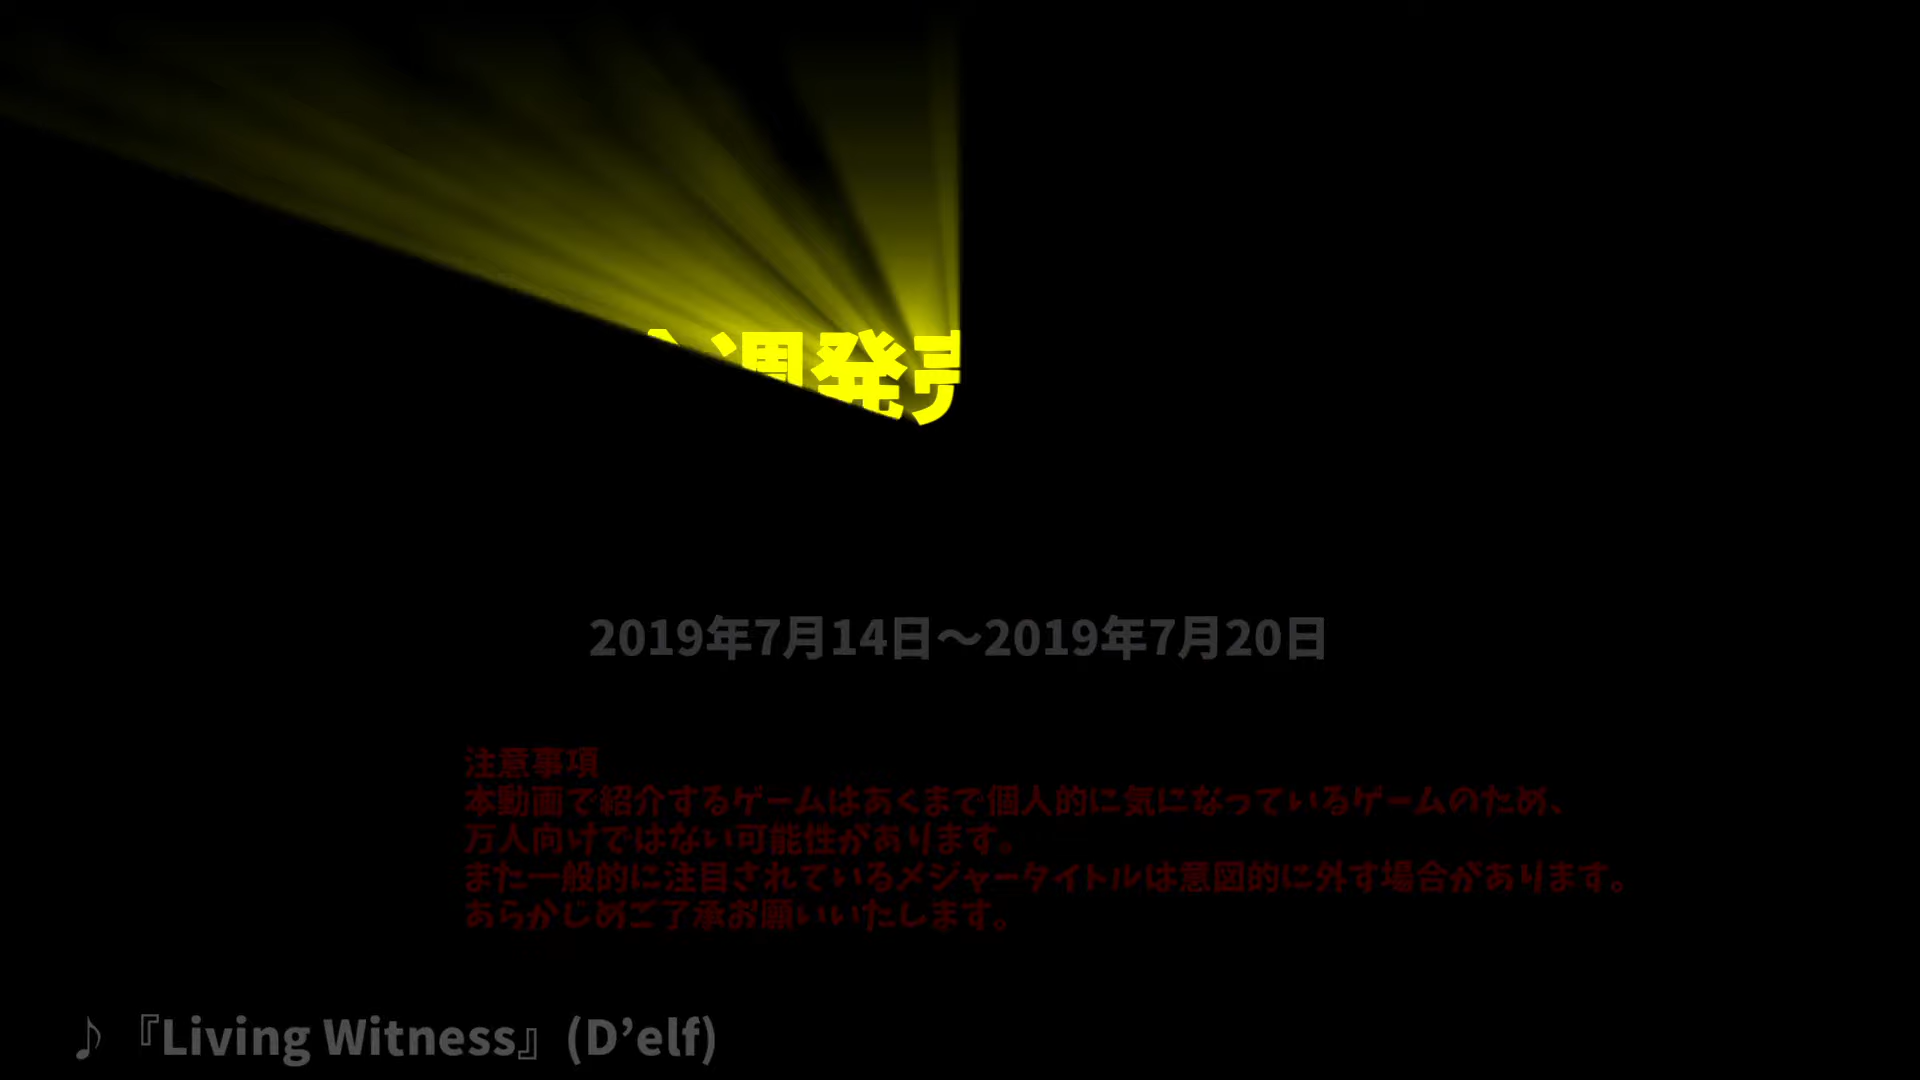 今週発売
2019年7月14日～2019年7月20日
注意事項
本動画で紹介するゲームはあくまで個人的に気になっているゲームのため、
万人向けではない可能性があります。
また一般的に注目されているメジャータイトルは意図的に外す場合があります。
あらかじめご了承お願いいたします。
♪『Living Witness』(D’elf)